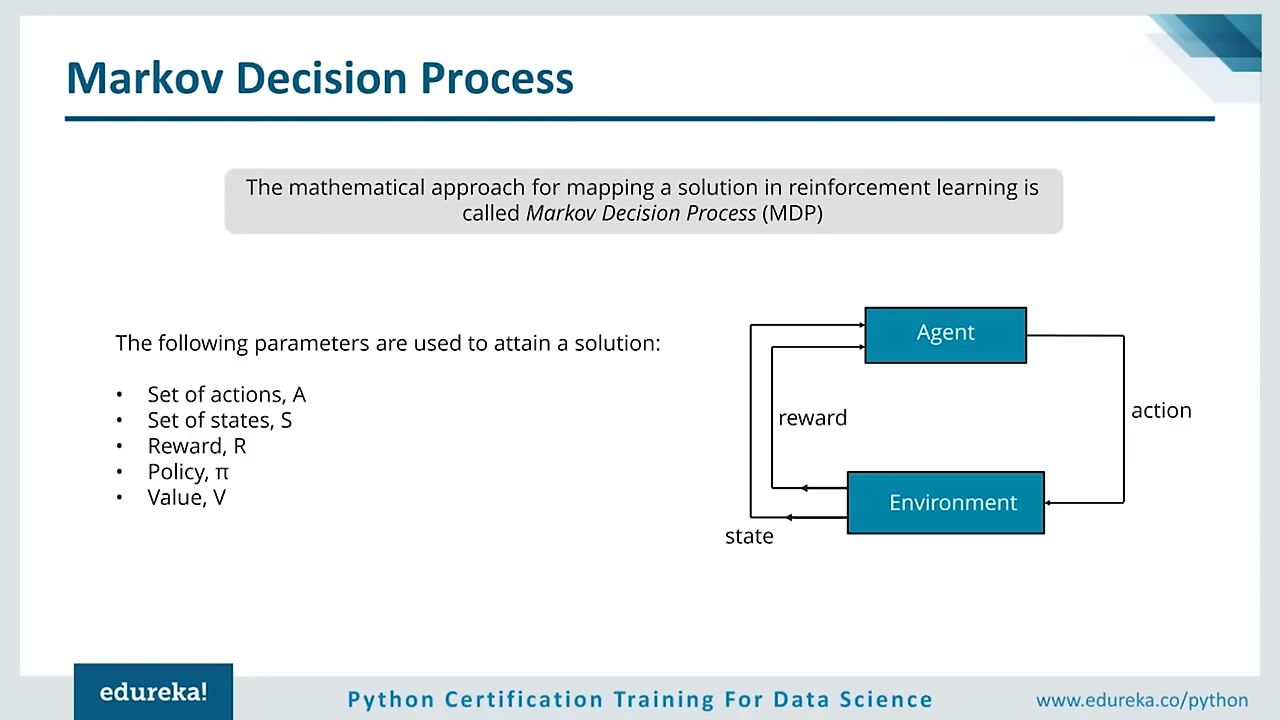 Markov Decision Process
The mathematical approach for mapping a solution in reinforcement learning is
called Markov Decision Process (MDP)
The following parameters are used to attain a solution:
• Set of actions, A
• Set of states, S
• Reward, R
• Policy, π
• Value, V
Agent
reward
action
Environment
state
edureka!
Python Certification Training For Data Science
www.edureka.co/python